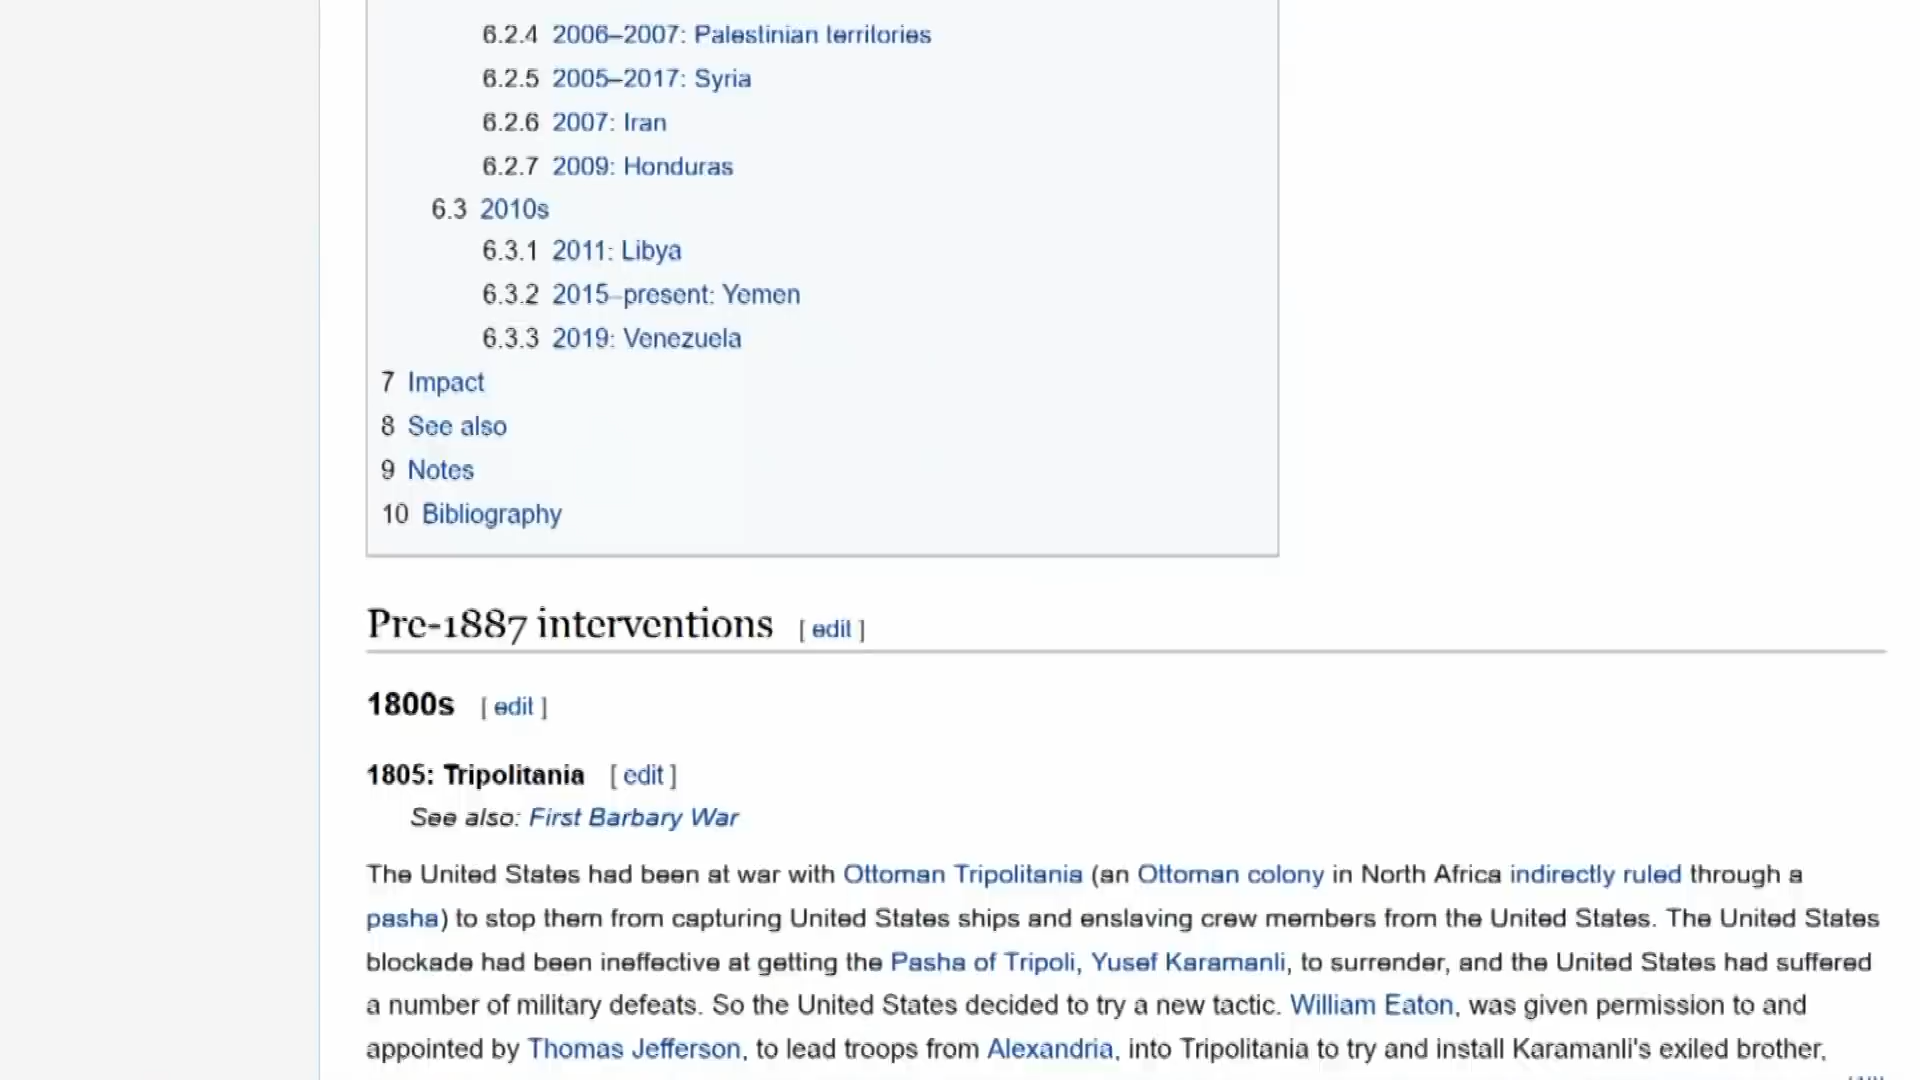 6.2.4 2006–2007: Palestinian territories
6.2.5 2005–2017: Syria
6.2.6 2007: Iran
6.2.7 2009: Honduras
6.3 2010s
6.3.1 2011: Libya
6.3.2 2015–present: Yemen
6.3.3 2019: Venezuela
7 Impact
8 See also
9 Notes
10 Bibliography
Pre-1887 interventions [ edit ]
1800s [ edit ]
1805: Tripolitania [ edit ]
See also: First Barbary War
The United States had been at war with Ottoman Tripolitania (an Ottoman colony in North Africa indirectly ruled through a
pasha) to stop them from capturing United States ships and enslaving crew members from the United States. The United States
blockade had been ineffective at getting the Pasha of Tripoli, Yusef Karamanli, to surrender, and the United States had suffered
a number of military defeats. So the United States decided to try a new tactic. William Eaton, was given permission to and
appointed by Thomas Jefferson, to lead troops from Alexandria, into Tripolitania to try and install Karamanli's exiled brother,